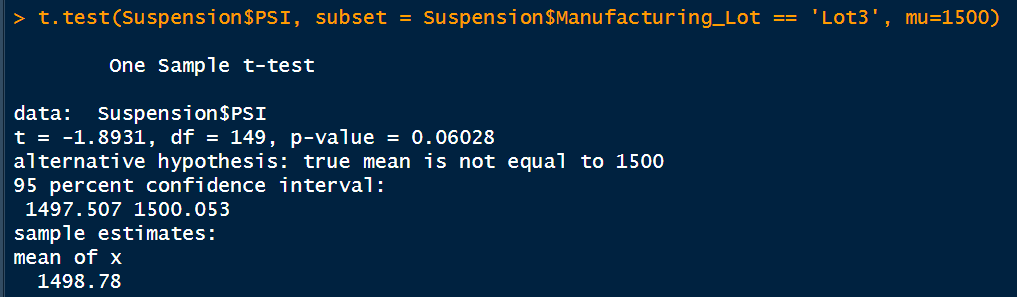 > t.test(Suspension$PSI, subset = Suspension$Manufacturing_Lot == 'Lot3', mu=1500)
One Sample t-test
data:  Suspension$PSI
t = -1.8931, df = 149, p-value = 0.06028
alternative hypothesis: true mean is not equal to 1500
95 percent confidence interval:
1497.507 1500.053
sample estimates:
mean of x
1498.78